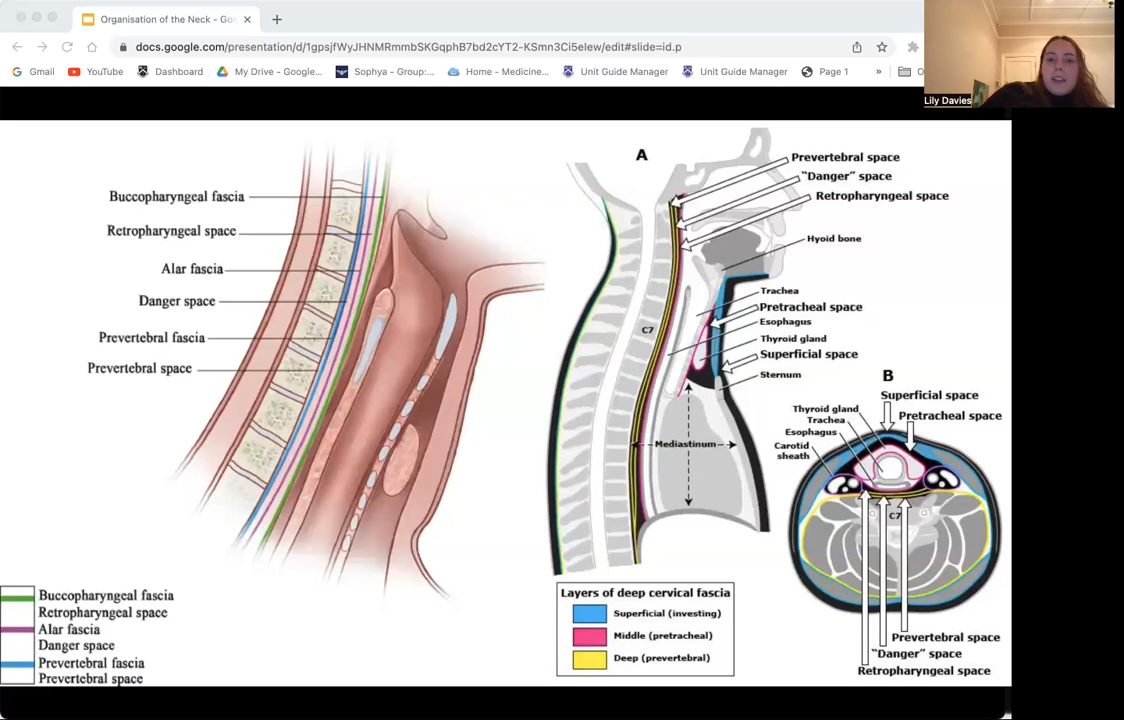 Organisation of the Neck - Goo
docs.google.com/presentation/d/1gpsjfWyJHNMRmmbSKGqphB7bd2cYT2-KSmn3Ci5eIew/edit#slide=id.p
Gmail
YouTube
Dashboard
My Drive - Google...
Sophya - Group:...
Home - Medicine...
Unit Guide Manager
Unit Guide Manager
Page 1
»
Lily Davies
Buccopharyngeal fascia
Retropharyngeal space
Alar fascia
Danger space
Prevertebral fascia
Prevertebral space
Buccopharyngeal fascia
Retropharyngeal space
Alar fascia
Danger space
Prevertebral fascia
Prevertebral space
A
Prevertebral space
“Danger” space
Retropharyngeal space
Hyoid bone
Trachea
Pretracheal space
Esophagus
Thyroid gland
Superficial space
Sternum
C7
Mediastinum
Layers of deep cervical fascia
Superficial (investing)
Middle (pretracheal)
Deep (prevertebral)
B
Superficial space
Pretracheal space
Thyroid gland
Trachea
Esophagus
Carotid
sheath
C7
Prevertebral space
“Danger” space
Retropharyngeal space